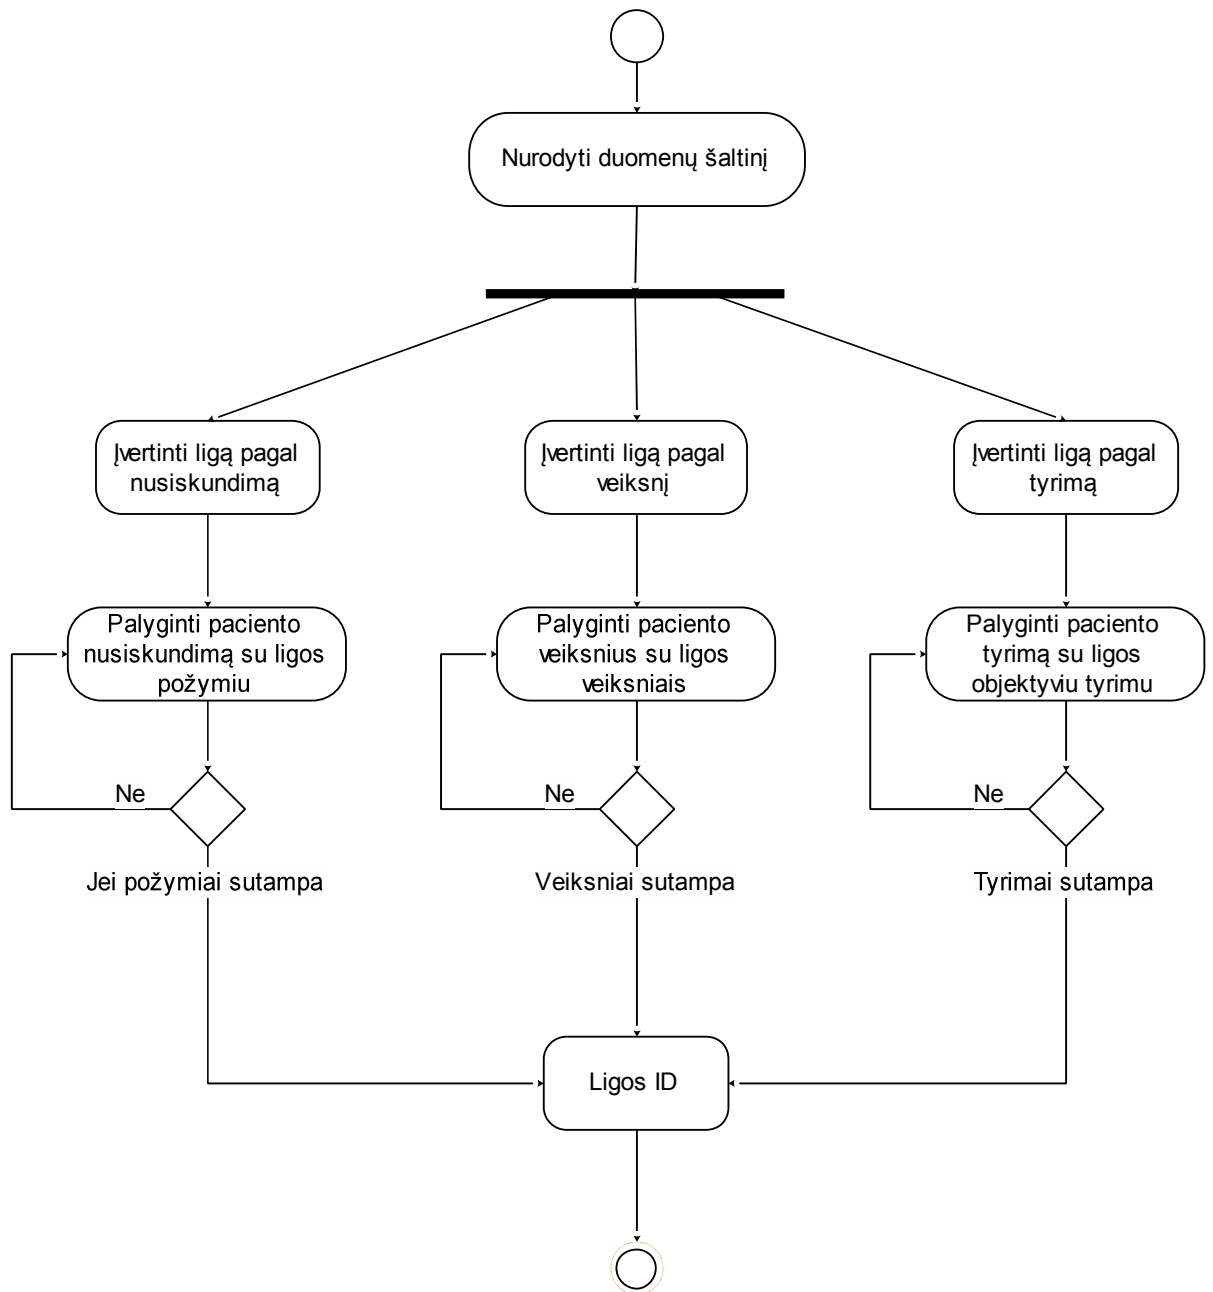 Nurodyti duomenų šaltinį
Įvertinti ligą pagal
nusiskundimą
Įvertinti ligą pagal
veiksnį
Įvertinti ligą pagal
tyrimą
Palyginti paciento
nusiskundimą su ligos
požymiu
Palyginti paciento
veiksnius su ligos
veiksniais
Palyginti paciento
tyrimą su ligos
objektyviu tyrimu
Ne
Ne
Ne
Jei požymiai sutampa
Veiksniai sutampa
Tyrimai sutampa
Ligos ID